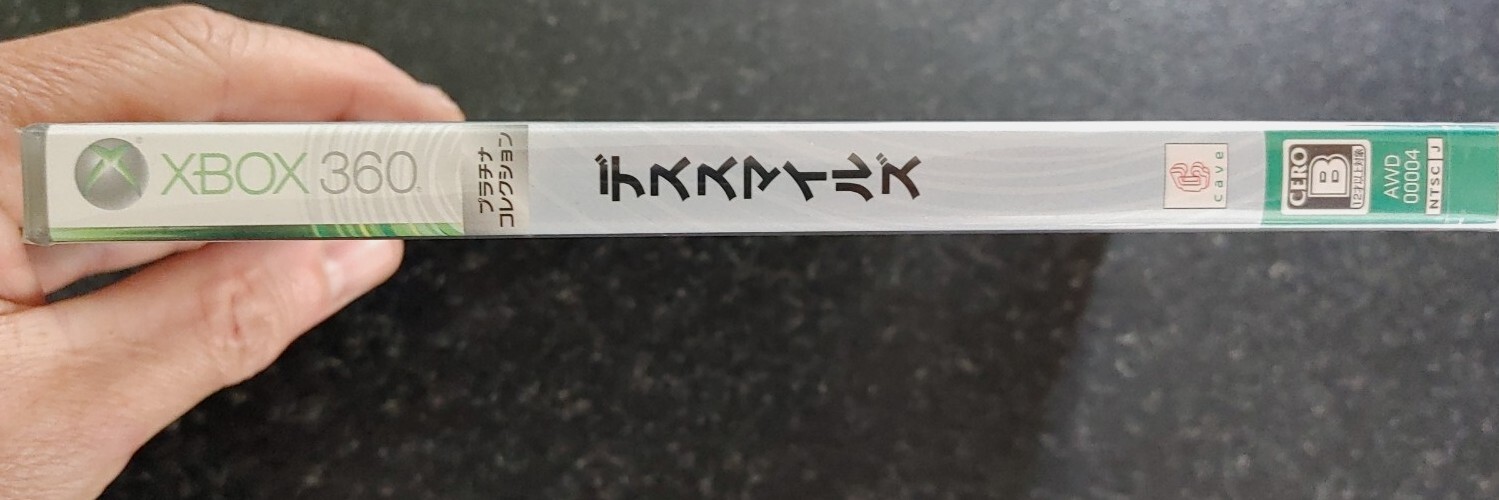 XBOX 360
プラチナ
コレクション
デススマイルズ
cave
CERO
B
12才以上対象
AWD
00004
NTSC J